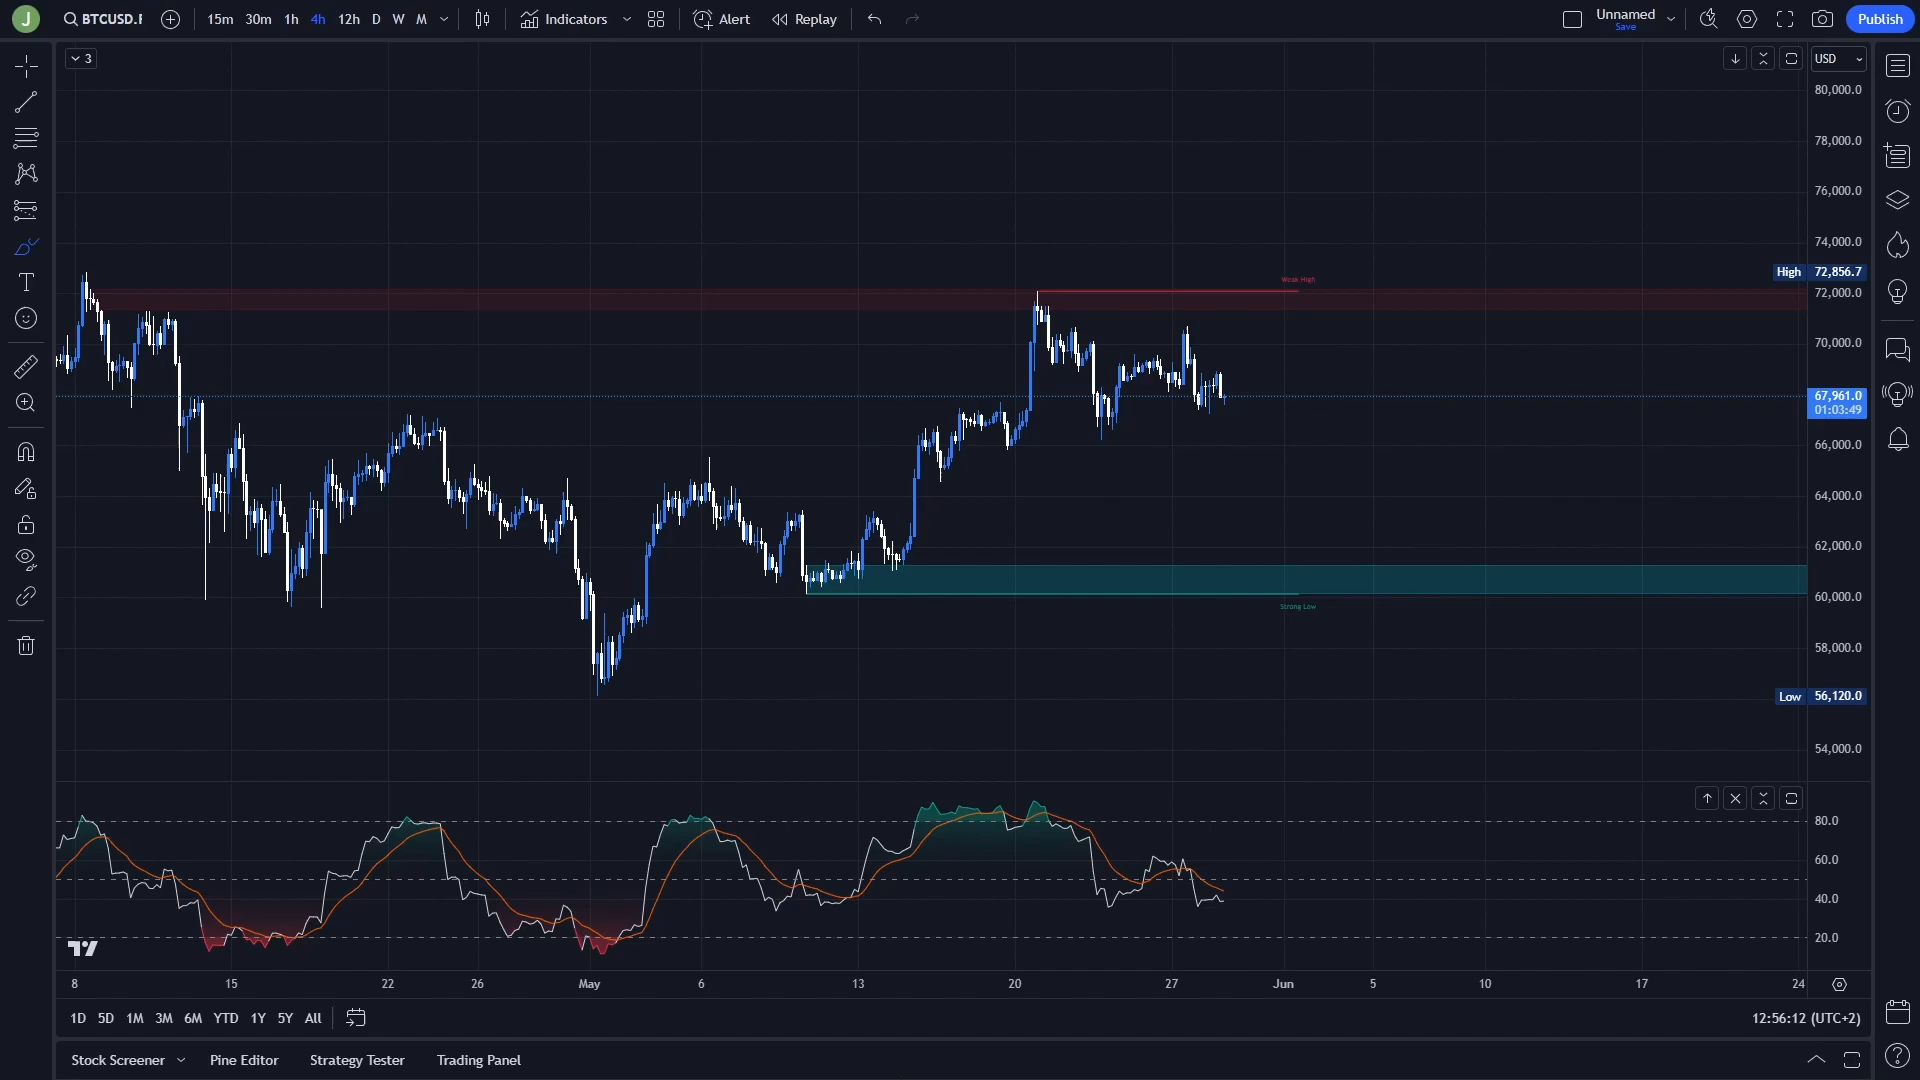 J
BTCUSD.P
15m 30m 1h 4h 12h D W M
Indicators
Alert
Replay
Unnamed
Save
Publish
3
USD
80,000.0
78,000.0
76,000.0
74,000.0
High 72,856.7
Weak High
72,000.0
70,000.0
67,961.0
01:03:49
66,000.0
64,000.0
62,000.0
60,000.0
Strong Low
58,000.0
Low 56,120.0
54,000.0
80.0
60.0
40.0
20.0
8 15 22 26 May 6 13 20 27 Jun 5 10 17 24
1D 5D 1M 3M 6M YTD 1Y 5Y All
12:56:12 (UTC+2)
Stock Screener Pine Editor Strategy Tester Trading Panel